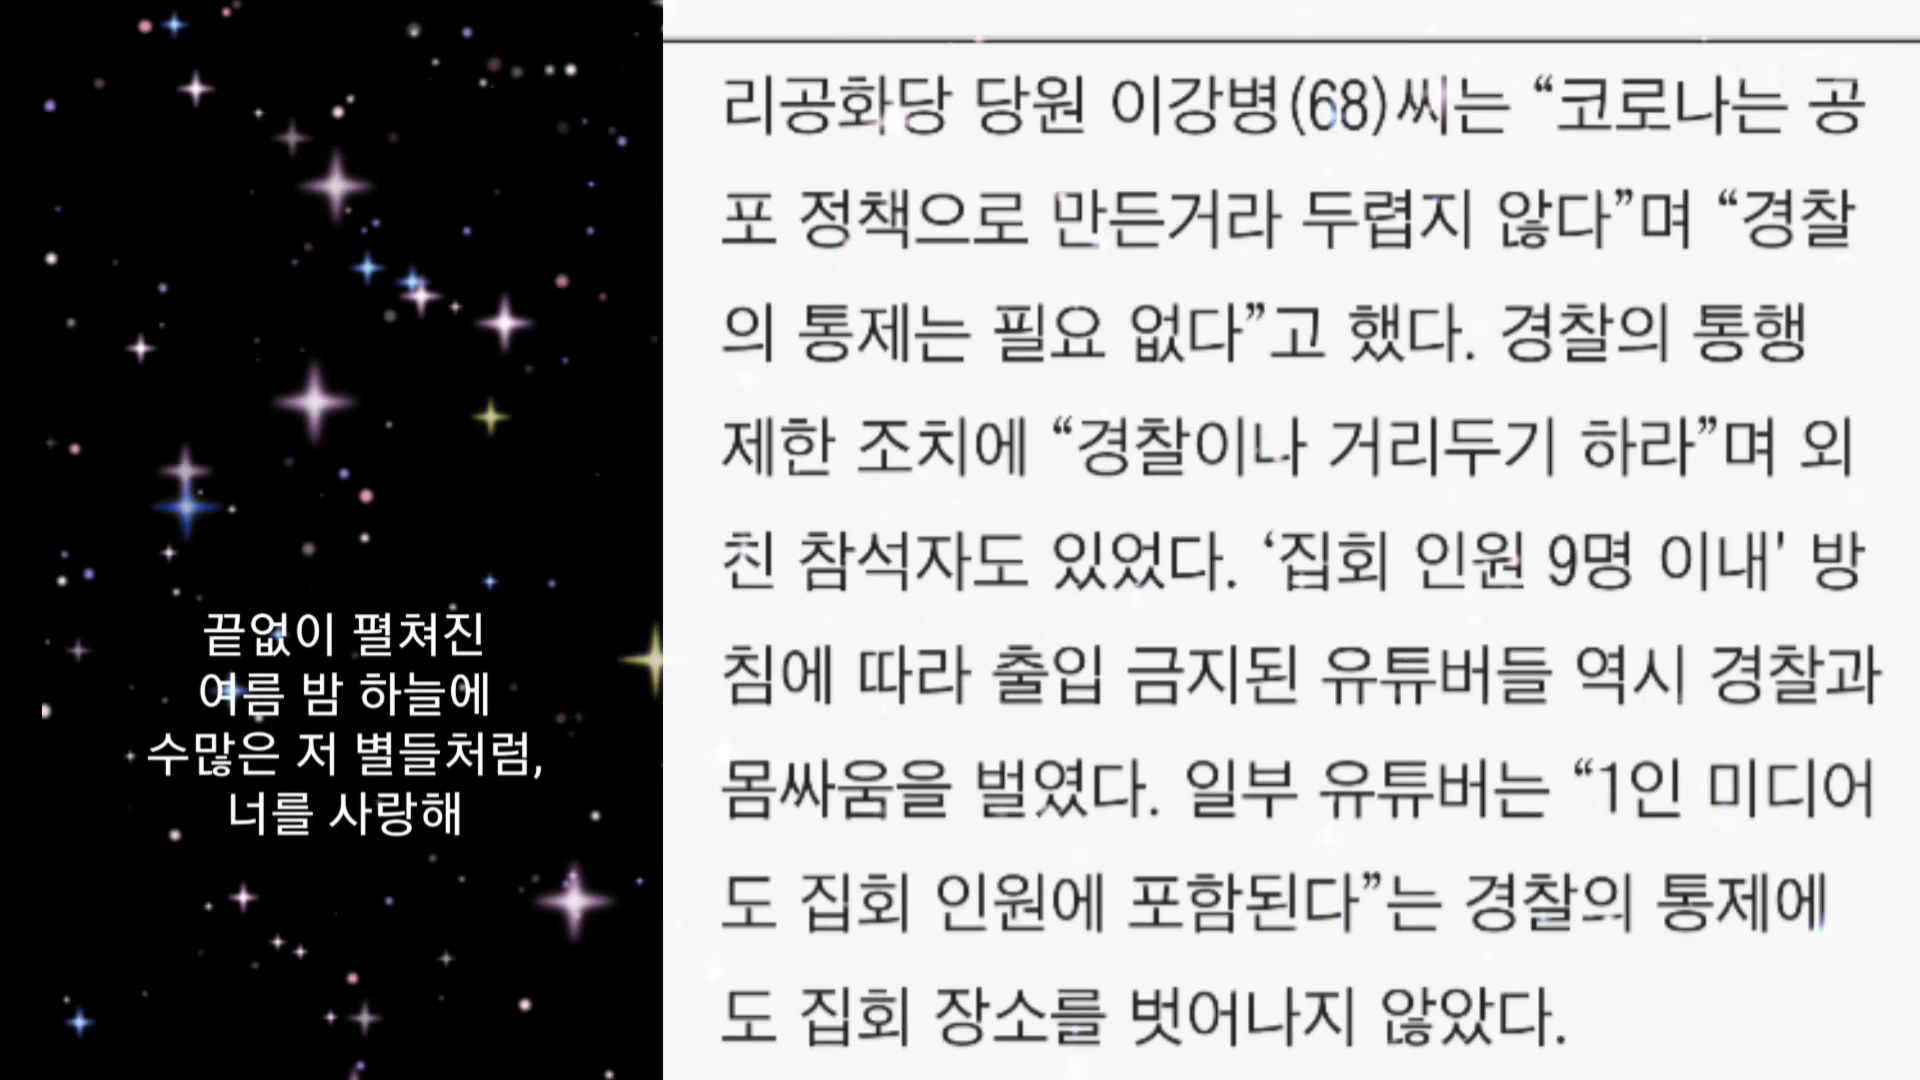 끝없이 펼쳐진
여름 밤 하늘에
수많은 저 별들처럼,
너를 사랑해
리공화당 당원 이강병(68)씨는 “코로나는 공
포 정책으로 만든거라 두렵지 않다”며 “경찰
의 통제는 필요 없다”고 했다. 경찰의 통행
제한 조치에 “경찰이나 거리두기 하라”며 외
친 참석자도 있었다. ‘집회 인원 9명 이내' 방
침에 따라 출입 금지된 유튜버들 역시 경찰과
몸싸움을 벌였다. 일부 유튜버는 “1인 미디어
도 집회 인원에 포함된다”는 경찰의 통제에
도 집회 장소를 벗어나지 않았다.